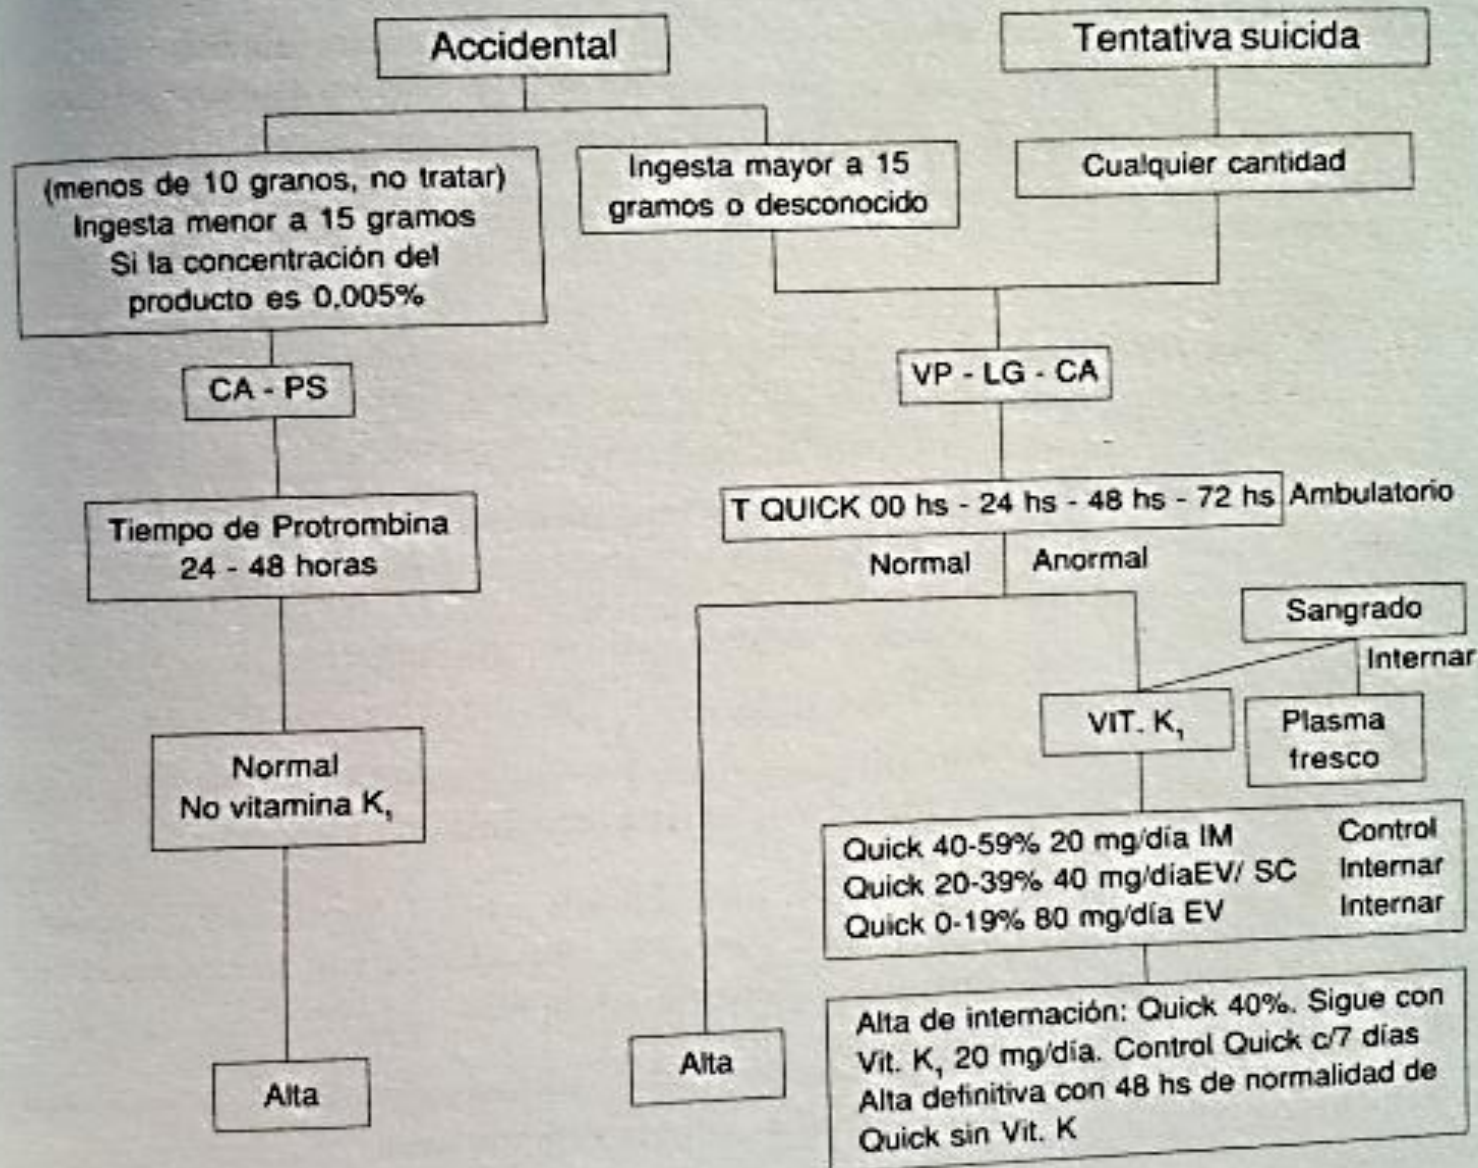 Accidental
Tentativa suicida
(menos de 10 granos, no tratar)
Ingesta menor a 15 gramos
Si la concentración del
producto es 0.005%
Ingesta mayor a 15
gramos o desconocido
Cualquier cantidad
CA - PS
VP - LG - CA
Tiempo de Protrombina
24 - 48 horas
T QUICK 00 hs - 24 hs - 48 hs - 72 hs Ambulatorio
Normal
Anormal
Sangrado
Internar
VIT. K₁
Plasma
fresco
Normal
No vitamina K₁
Quick 40-59% 20 mg/día IM Control
Quick 20-39% 40 mg/díaEV/ SC Internar
Quick 0-19% 80 mg/día EV Internar
Alta
Alta
Alta de internación: Quick 40%. Sigue con
Vit. K₁ 20 mg/día. Control Quick c/7 días
Alta definitiva con 48 hs de normalidad de
Quick sin Vit. K